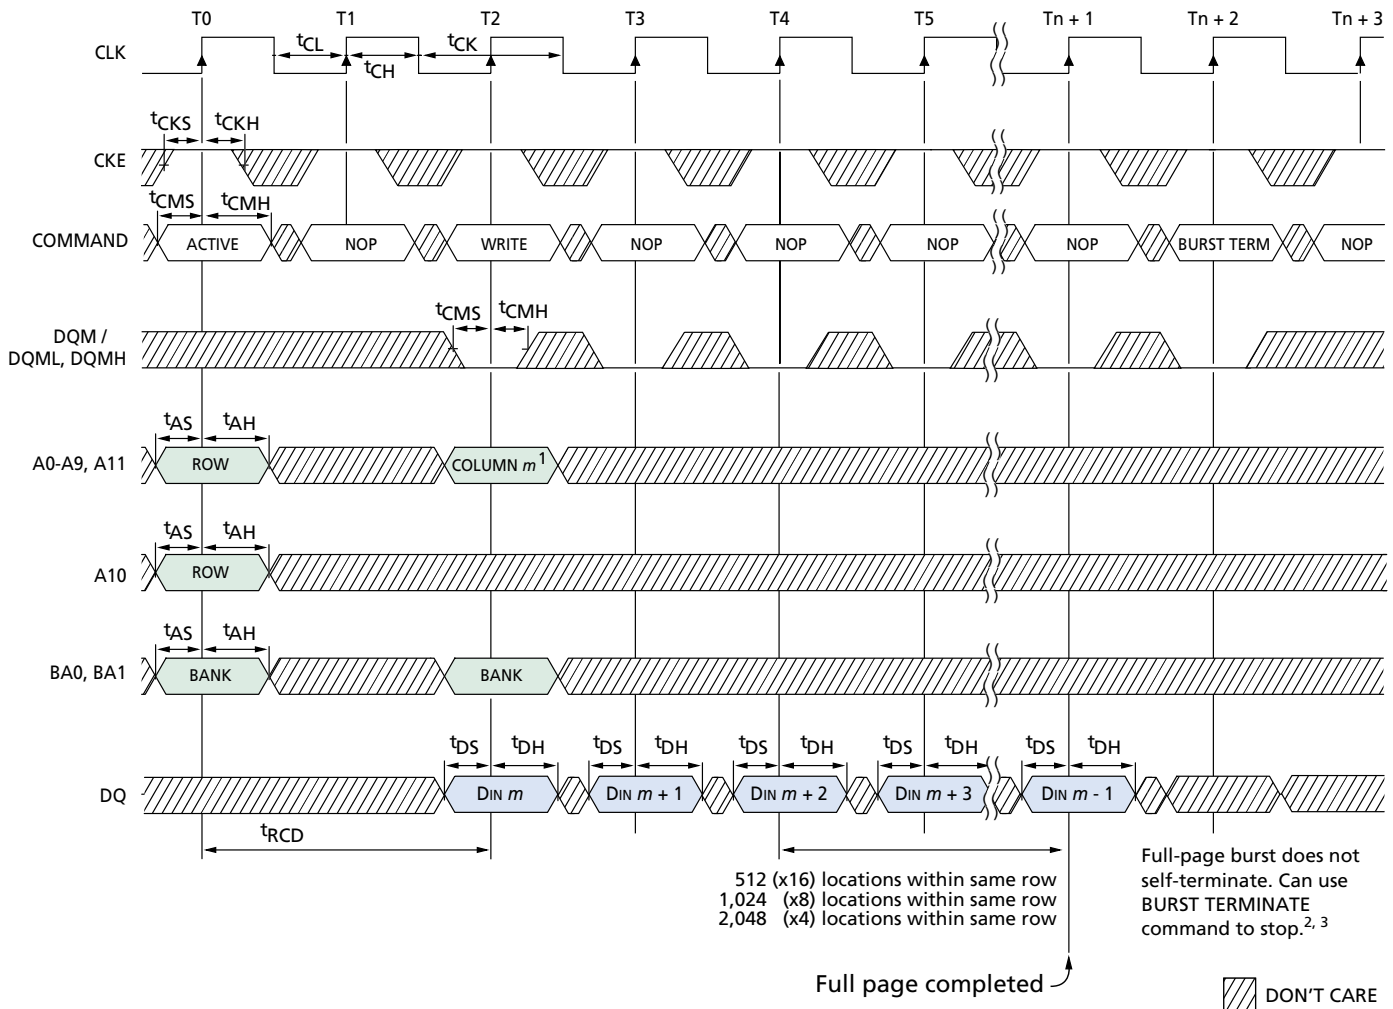 T0 T1 T2 T3 T4 T5 Tn + 1 Tn + 2 Tn + 3
CLK
tCL
tCH
tCK
tCKS tCKH
CKE
tCMS tCMH
COMMAND ACTIVE NOP WRITE NOP NOP NOP NOP BURST TERM NOP
tCMS tCMH
DQM /
DQML, DQMH
tAS tAH
A0-A9, A11 ROW COLUMN m1
tAS tAH
A10 ROW
tAS tAH
BA0, BA1 BANK BANK
tDS tDH tDS tDH tDS tDH tDS tDH tDS tDH
DQ DIN m DIN m + 1 DIN m + 2 DIN m + 3 DIN m - 1
tRCD
512 (x16) locations within same row
1,024 (x8) locations within same row
2,048 (x4) locations within same row
Full-page burst does not
self-terminate. Can use
BURST TERMINATE
command to stop.2, 3
Full page completed
DON'T CARE